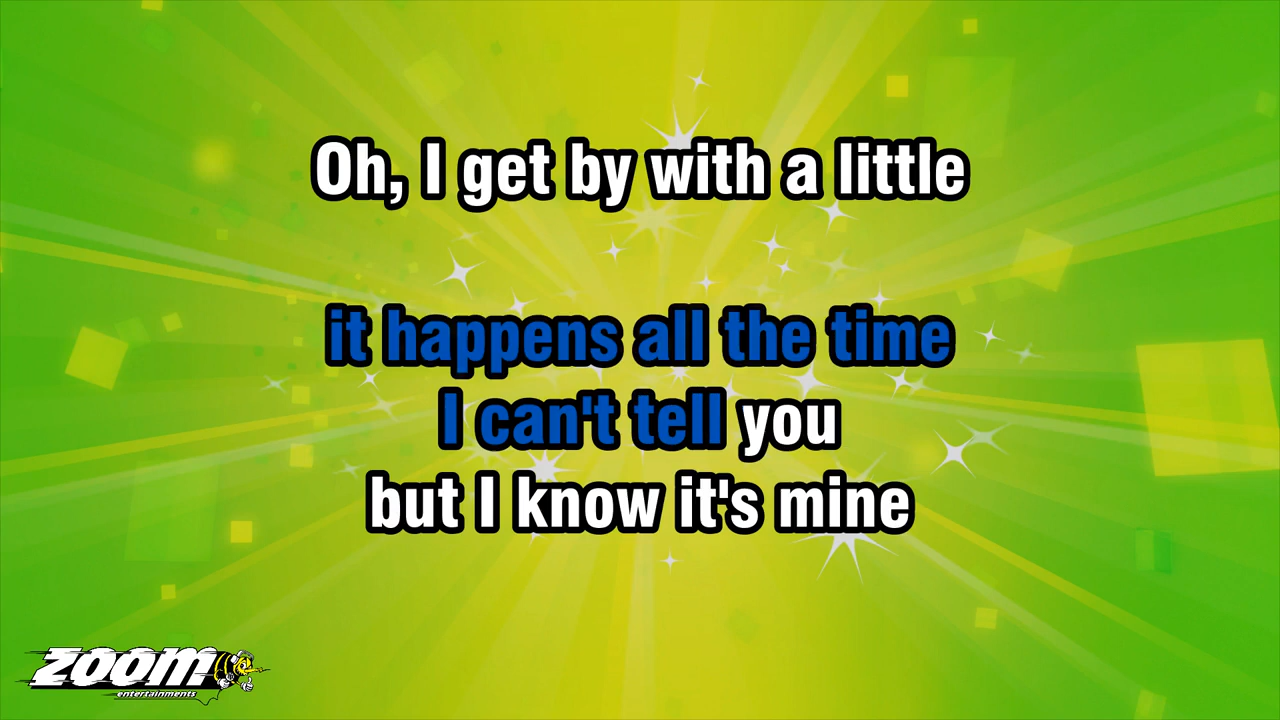 Oh, I get by with a little
it happens all the time
I can't tell you
but I know it's mine
ZOOM
entertainments